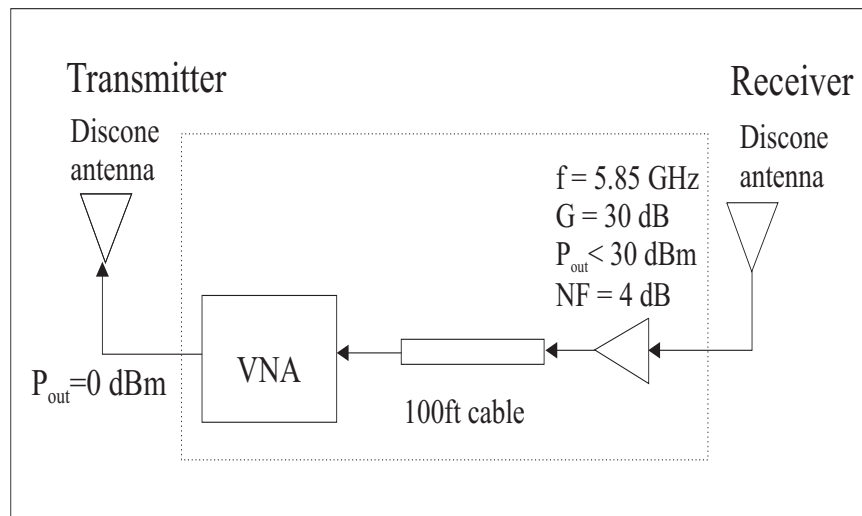 Transmitter
Discone
antenna
Receiver
Discone
antenna
f = 5.85 GHz
G = 30 dB
P_out< 30 dBm
NF = 4 dB
P_out=0 dBm
VNA
100ft cable